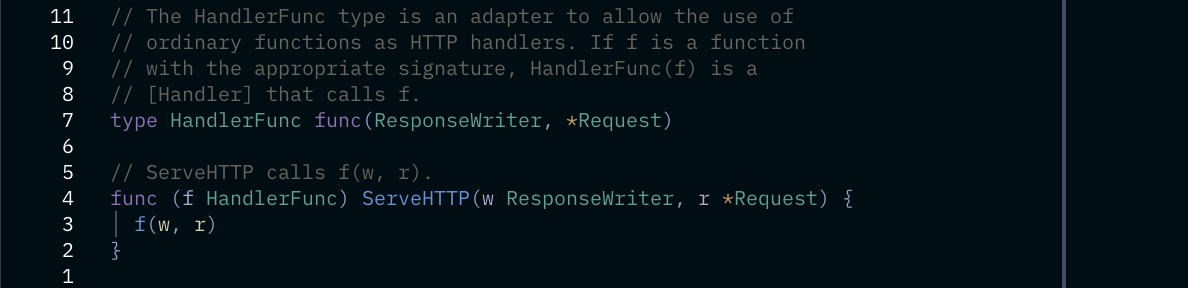 11 // The HandlerFunc type is an adapter to allow the use of
10 // ordinary functions as HTTP handlers. If f is a function
9 // with the appropriate signature, HandlerFunc(f) is a
8 // [Handler] that calls f.
7 type HandlerFunc func(ResponseWriter, *Request)
6
5 // ServeHTTP calls f(w, r).
4 func (f HandlerFunc) ServeHTTP(w ResponseWriter, r *Request) {
3 f(w, r)
2 }
1